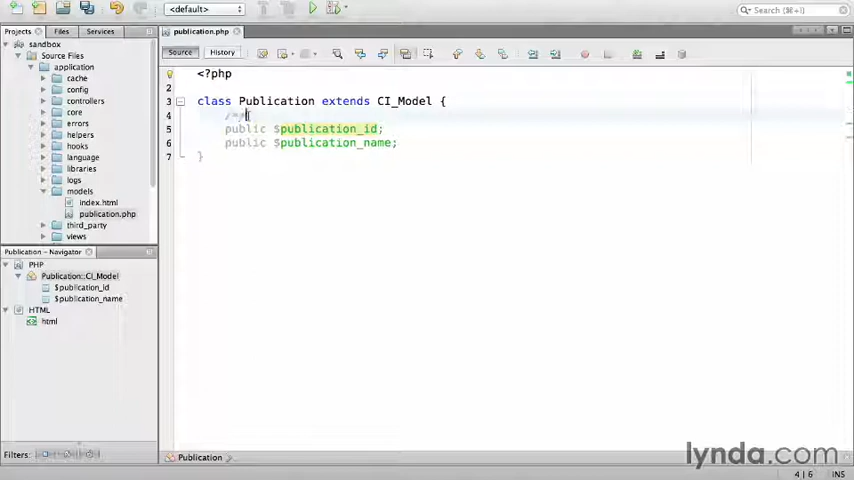 <default>
Search (⌘+I)
Projects
Files
Services
publication.php
sandbox
Source Files
application
cache
config
controllers
core
errors
helpers
hooks
language
libraries
logs
models
index.html
publication.php
third_party
views
Source
History
1 <?php
2
3 class Publication extends CI_Model {
4 /**
5 public $publication_id;
6 public $publication_name;
7 }
Publication - Navigator
PHP
Publication::CI_Model
$publication_id
$publication_name
HTML
html
Filters:
Publication
lynda.com
4 | 6
INS